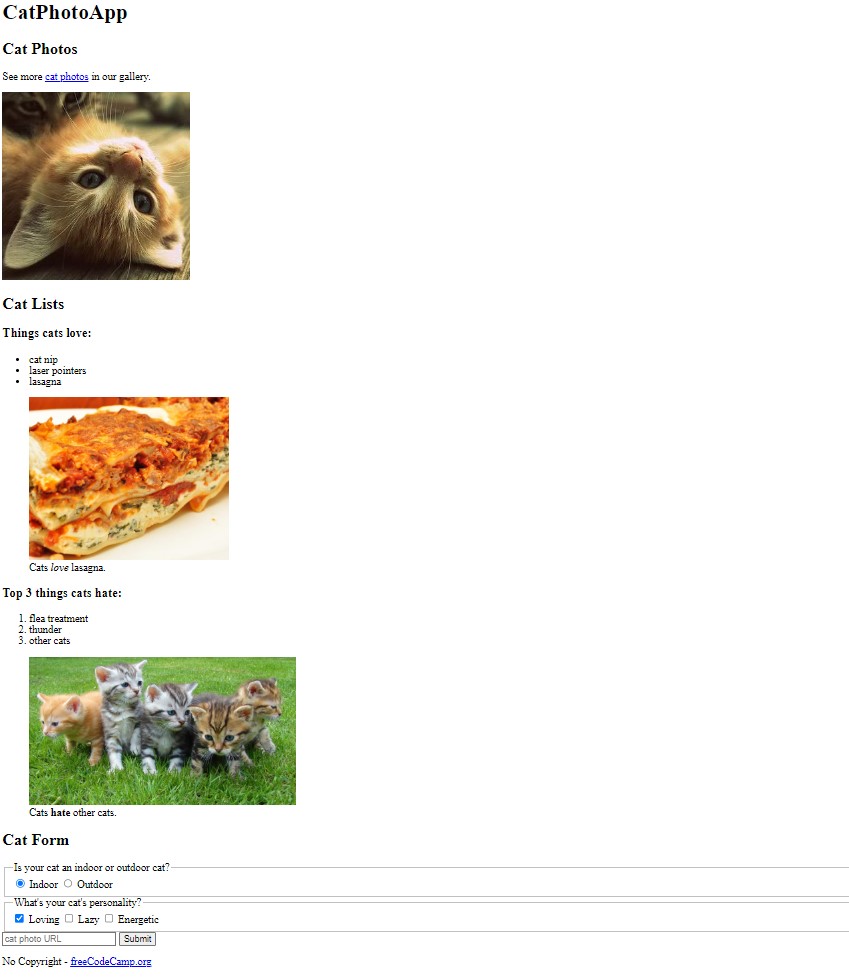 CatPhotoApp
Cat Photos
See more cat photos in our gallery.
Cat Lists
Things cats love:
cat nip
laser pointers
lasagna
Cats love lasagna.
Top 3 things cats hate:
1. flea treatment
2. thunder
3. other cats
Cats hate other cats.
Cat Form
Is your cat an indoor or outdoor cat?
Indoor Outdoor
What's your cat's personality?
Loving Lazy Energetic
cat photo URL Submit
No Copyright - freeCodeCamp.org